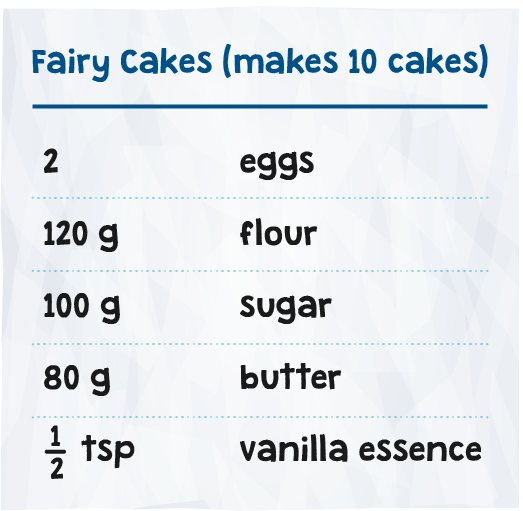 Fairy Cakes (makes 10 cakes)
2 eggs
120 g flour
100 g sugar
80 g butter
½ tsp vanilla essence